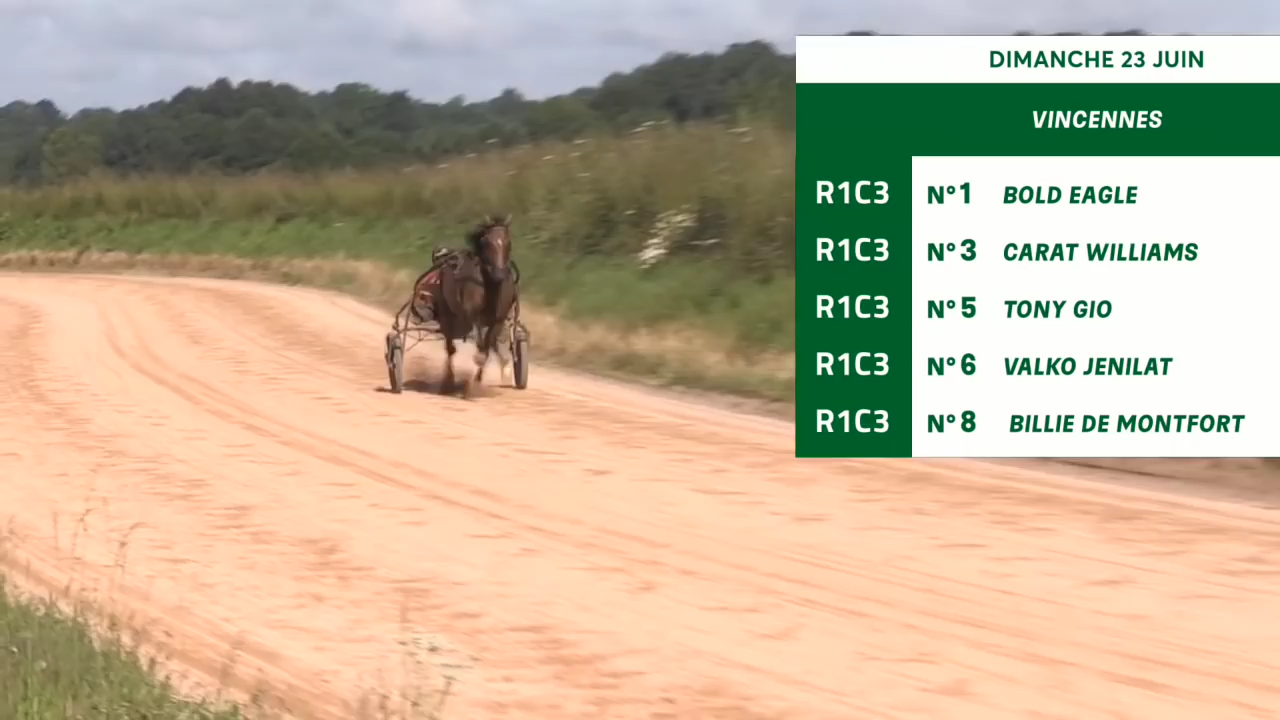 DIMANCHE 23 JUIN
VINCENNES
R1C3 N°1 BOLD EAGLE
R1C3 N°3 CARAT WILLIAMS
R1C3 N°5 TONY GIO
R1C3 N°6 VALKO JENILAT
R1C3 N°8 BILLIE DE MONTFORT